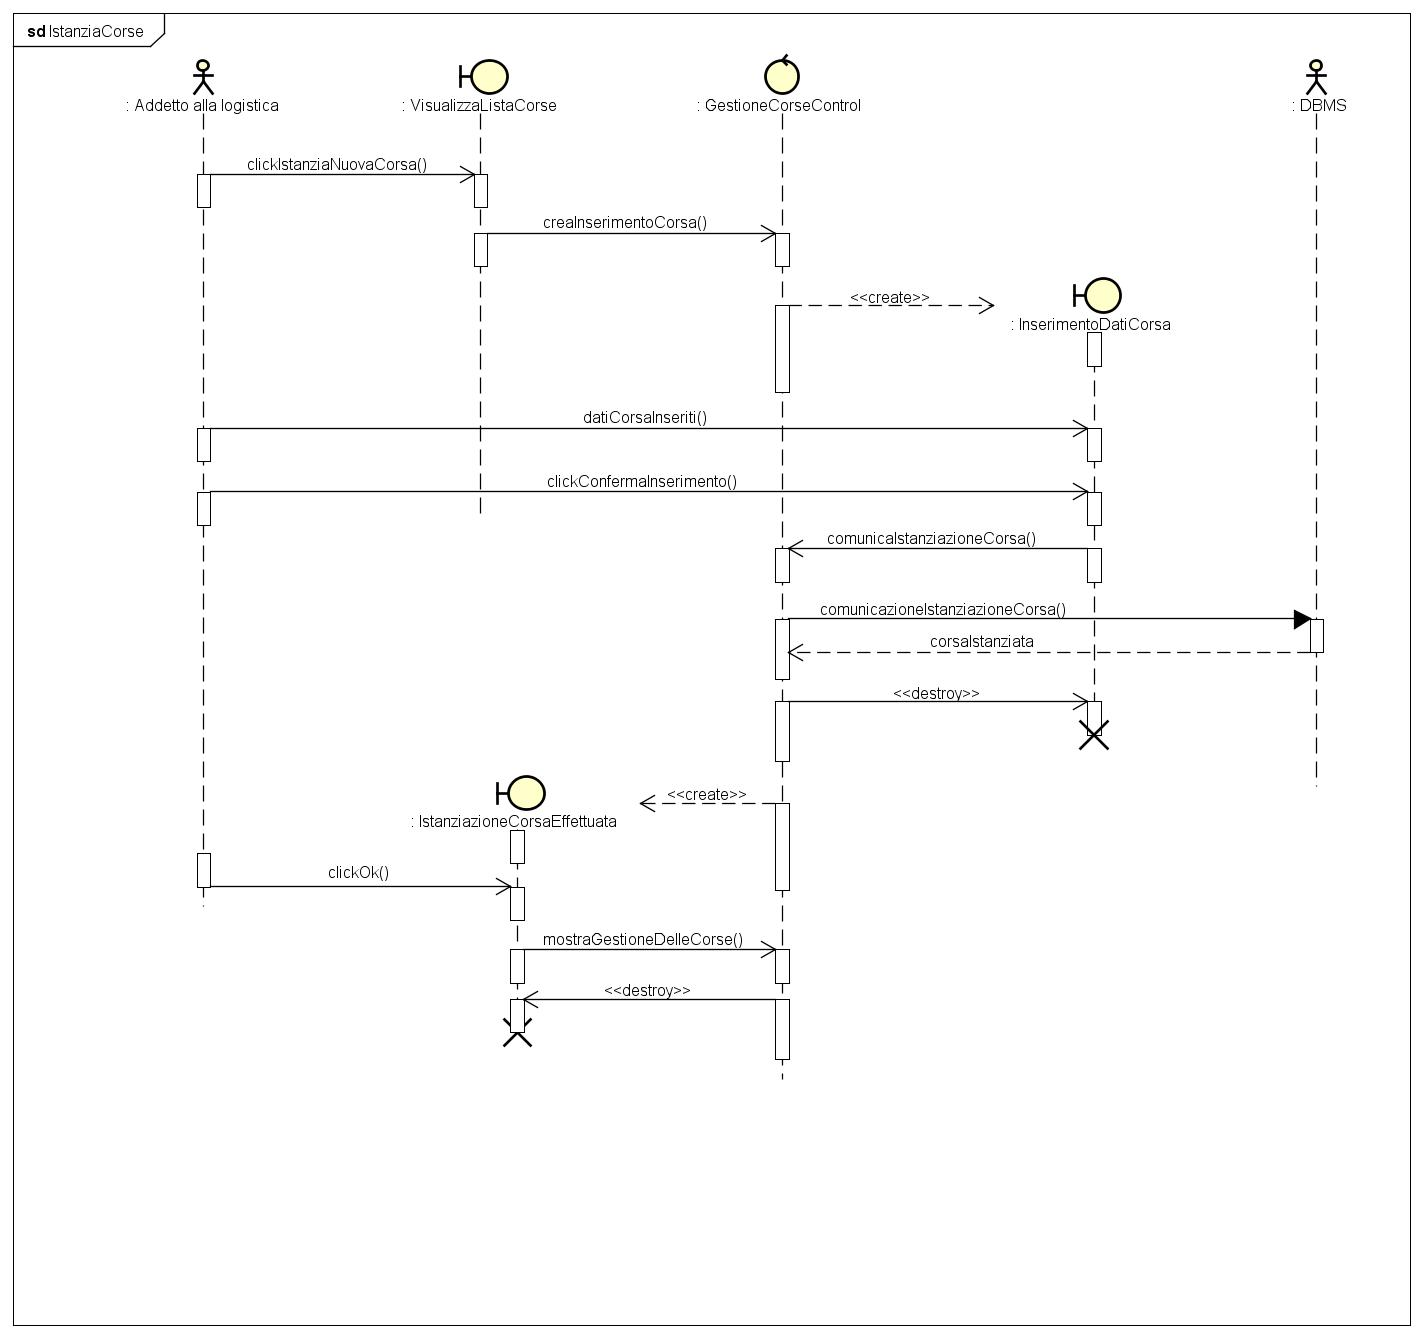 sd IstanziaCorse
: Addetto alla logistica
: VisualizzaListaCorse
: GestioneCorseControl
: DBMS
clickIstanziaNuovaCorsa()
creaInserimentoCorsa()
<<create>>
: InserimentoDatiCorsa
datiCorsaInseriti()
clickConfermaInserimento()
comunicaIstanziazioneCorsa()
comunicazioneIstanziazioneCorsa()
corsaIstanziata
<<destroy>>
<<create>>
: IstanziazioneCorsaEffettuata
clickOk()
mostraGestioneDelleCorse()
<<destroy>>